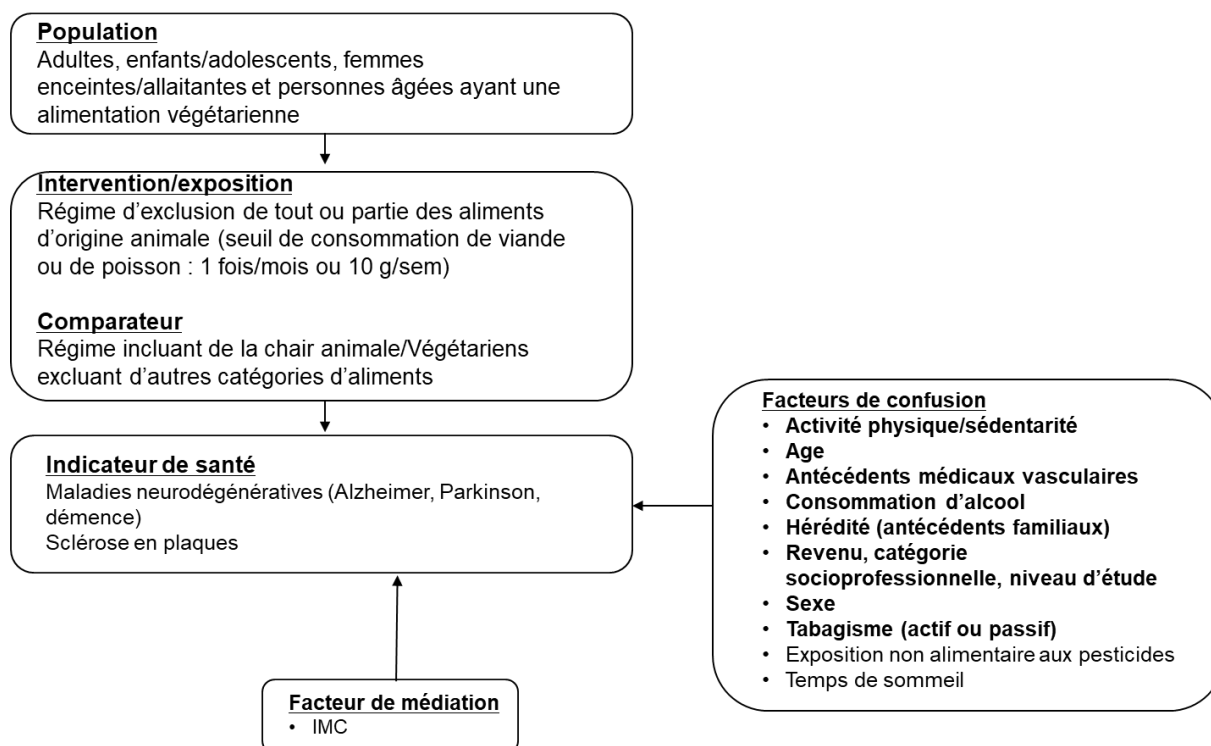 Population
Adultes, enfants/adolescents, femmes
enceintes/allaitantes et personnes âgées ayant une
alimentation végétarienne
Intervention/exposition
Régime d'exclusion de tout ou partie des aliments
d'origine animale (seuil de consommation de viande
ou de poisson : 1 fois/mois ou 10 g/sem)
Comparateur
Régime incluant de la chair animale/Végétariens
excluant d'autres catégories d'aliments
Indicateur de santé
Maladies neurodégénératives (Alzheimer, Parkinson,
démence)
Sclérose en plaques
Facteurs de confusion
• Activité physique/sédentarité
• Age
• Antécédents médicaux vasculaires
• Consommation d'alcool
• Hérédité (antécédents familiaux)
• Revenu, catégorie
socioprofessionnelle, niveau d'étude
• Sexe
• Tabagisme (actif ou passif)
• Exposition non alimentaire aux pesticides
• Temps de sommeil
Facteur de médiation
• IMC